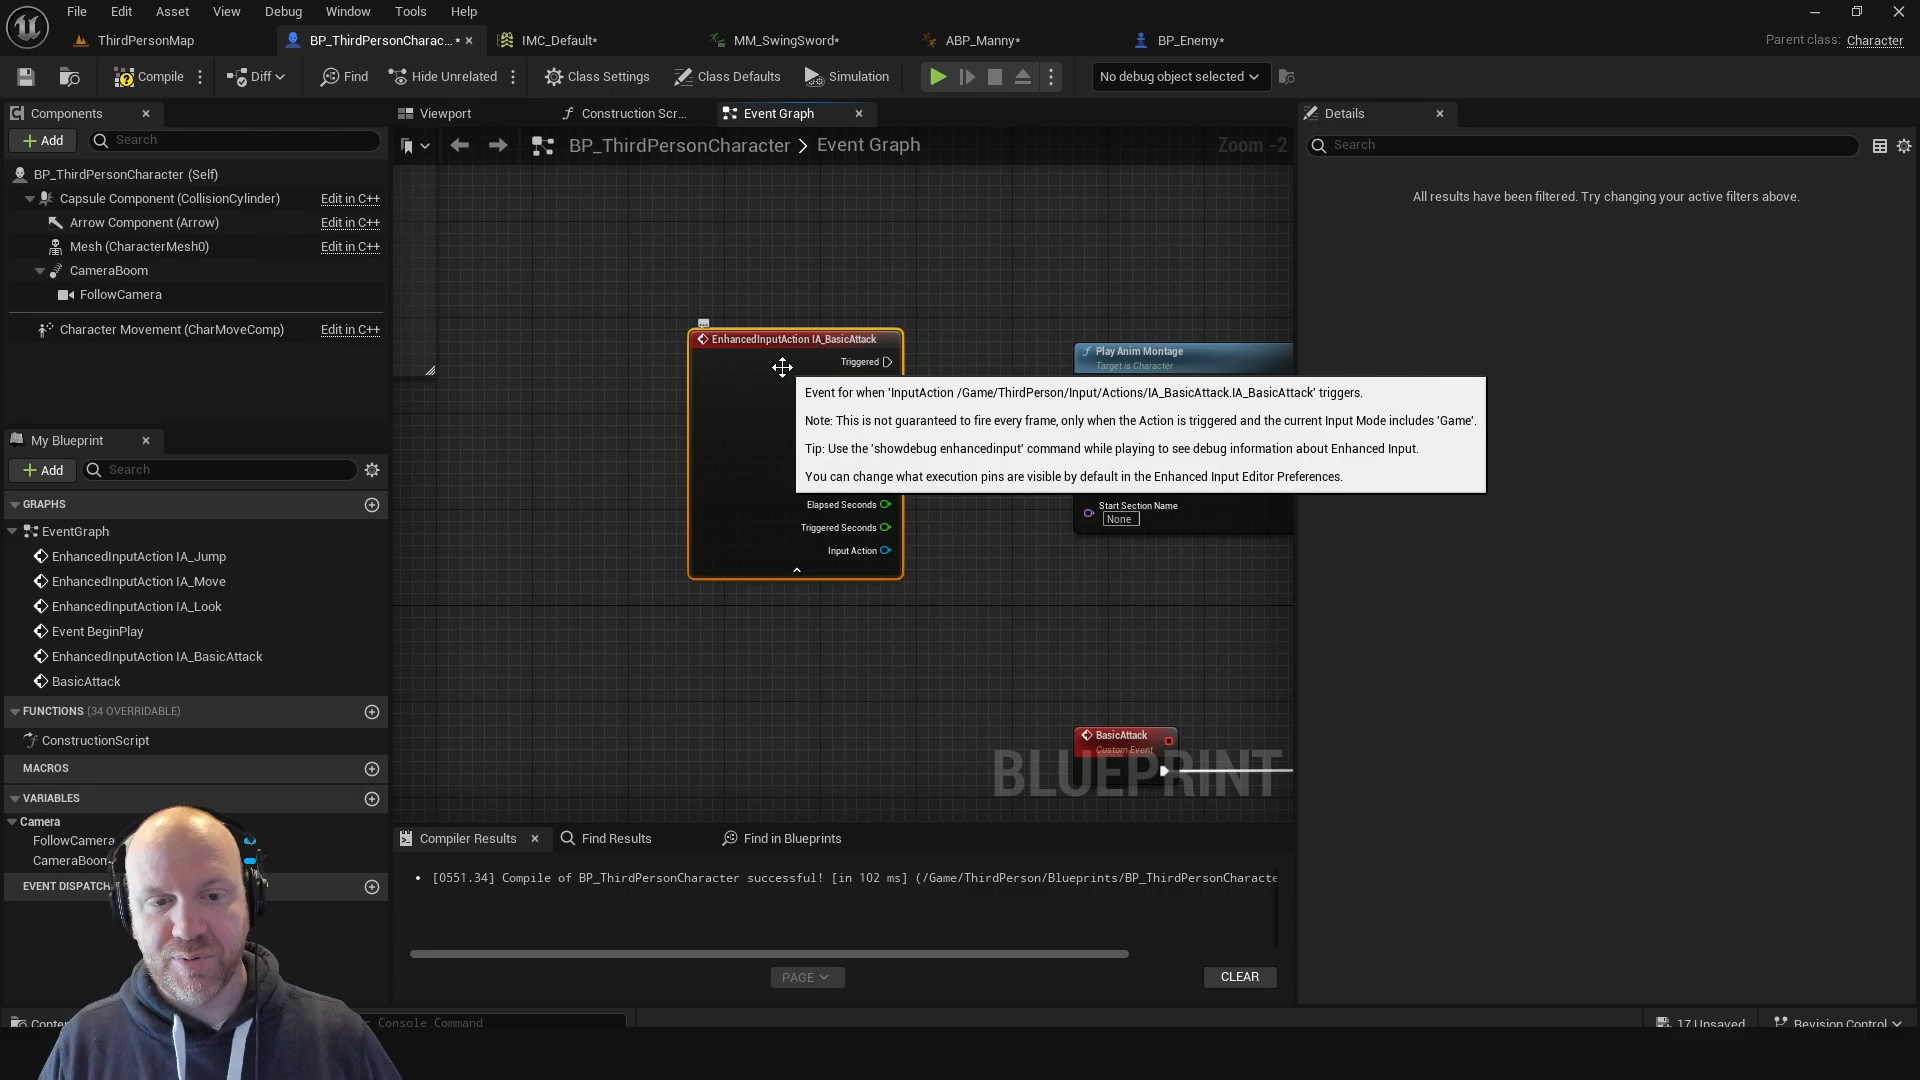 File Edit Asset View Debug Window Tools Help
ThirdPersonMap
BP_ThirdPersonCharac... *
IMC_Default*
MM_SwingSword*
ABP_Manny*
BP_Enemy*
Parent class: Character
Compile
Diff
Find
Hide Unrelated
Class Settings
Class Defaults
Simulation
No debug object selected
Components
Add
Search
BP_ThirdPersonCharacter (Self)
Capsule Component (CollisionCylinder) Edit in C++
Arrow Component (Arrow) Edit in C++
Mesh (CharacterMesh0) Edit in C++
CameraBoom
FollowCamera
Character Movement (CharMoveComp) Edit in C++
My Blueprint
Add
Search
GRAPHS
EventGraph
EnhancedInputAction IA_Jump
EnhancedInputAction IA_Move
EnhancedInputAction IA_Look
Event BeginPlay
EnhancedInputAction IA_BasicAttack
BasicAttack
FUNCTIONS (34 OVERRIDABLE)
ConstructionScript
MACROS
VARIABLES
Camera
FollowCamera
CameraBoom
EVENT DISPATCH
Viewport
Construction Scr...
Event Graph
BP_ThirdPersonCharacter > Event Graph
Zoom -2
EnhancedInputAction IA_BasicAttack
Triggered
Event for when 'InputAction /Game/ThirdPerson/Input/Actions/IA_BasicAttack.IA_BasicAttack' triggers.
Note: This is not guaranteed to fire every frame, only when the Action is triggered and the current Input Mode includes 'Game'.
Tip: Use the 'showdebug enhancedinput' command while playing to see debug information about Enhanced Input.
You can change what execution pins are visible by default in the Enhanced Input Editor Preferences.
Elapsed Seconds
Triggered Seconds
Input Action
Play Anim Montage
Target is Character
Start Section Name
None
BasicAttack
Custom Event
BLUEPRINT
Compiler Results
Find Results
Find in Blueprints
[0551.34] Compile of BP_ThirdPersonCharacter successful! [in 102 ms] (/Game/ThirdPerson/Blueprints/BP_ThirdPersonCharacte
PAGE
CLEAR
Details
Search
All results have been filtered. Try changing your active filters above.
Conter
r Console Command
17 Unsaved
Revision Control